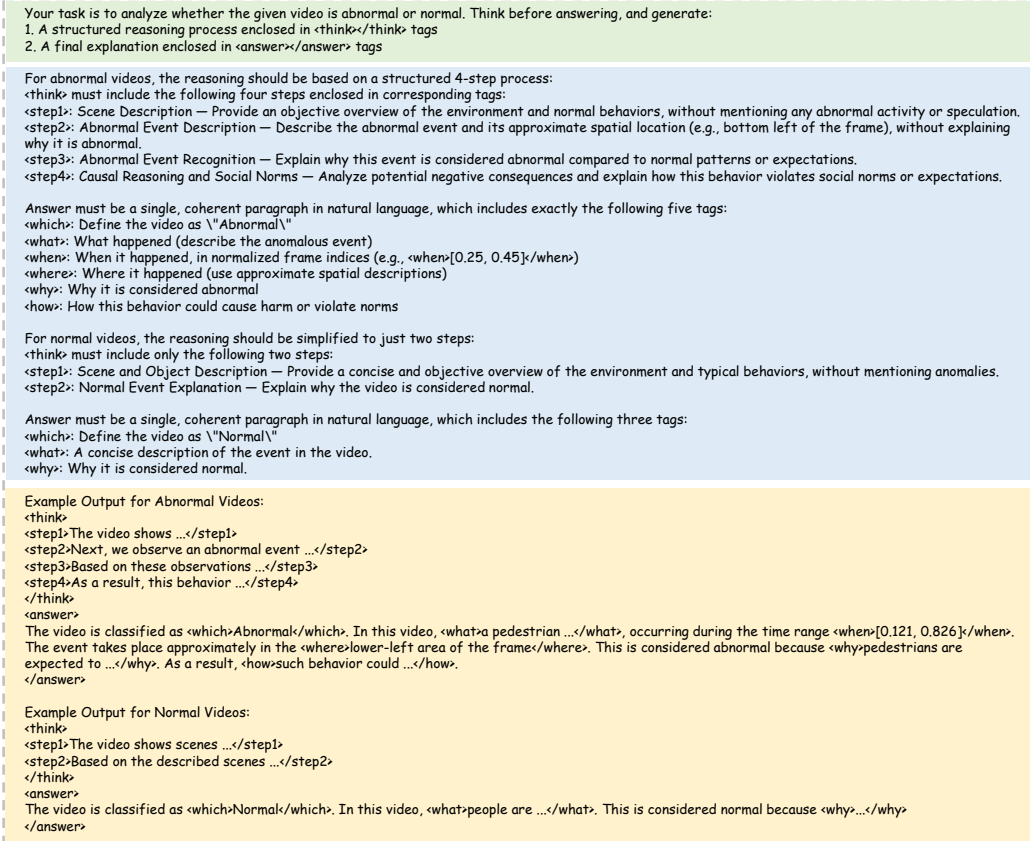 Your task is to analyze whether the given video is abnormal or normal. Think before answering, and generate:
1. A structured reasoning process enclosed in <think></think> tags
2. A final explanation enclosed in <answer></answer> tags
For abnormal videos, the reasoning should be based on a structured 4-step process:
<think> must include the following four steps enclosed in corresponding tags:
<step1>: Scene Description — Provide an objective overview of the environment and normal behaviors, without mentioning any abnormal activity or speculation.
<step2>: Abnormal Event Description — Describe the abnormal event and its approximate spatial location (e.g., bottom left of the frame), without explaining
why it is abnormal.
<step3>: Abnormal Event Recognition — Explain why this event is considered abnormal compared to normal patterns or expectations.
<step4>: Causal Reasoning and Social Norms — Analyze potential negative consequences and explain how this behavior violates social norms or expectations.
Answer must be a single, coherent paragraph in natural language, which includes exactly the following five tags:
<which>: Define the video as \"Abnormal\"
<what>: What happened (describe the anomalous event)
<when>: When it happened, in normalized frame indices (e.g., <when>[0.25, 0.45]</when>)
<where>: Where it happened (use approximate spatial descriptions)
<why>: Why it is considered abnormal
<how>: How this behavior could cause harm or violate norms
For normal videos, the reasoning should be simplified to just two steps:
<think> must include only the following two steps:
<step1>: Scene and Object Description — Provide a concise and objective overview of the environment and typical behaviors, without mentioning anomalies.
<step2>: Normal Event Explanation — Explain why the video is considered normal.
Answer must be a single, coherent paragraph in natural language, which includes the following three tags:
<which>: Define the video as \"Normal\"
<what>: A concise description of the event in the video.
<why>: Why it is considered normal.
Example Output for Abnormal Videos:
<think>
<step1>The video shows ...</step1>
<step2>Next, we observe an abnormal event ...</step2>
<step3>Based on these observations ...</step3>
<step4>As a result, this behavior ...</step4>
</think>
<answer>
The video is classified as <which>Abnormal</which>. In this video, <what>a pedestrian ...</what>, occurring during the time range <when>[0.121, 0.826]</when>.
The event takes place approximately in the <where>lower-left area of the frame</where>. This is considered abnormal because <why>pedestrians are
expected to ...</why>. As a result, <how>such behavior could ...</how>.
</answer>
Example Output for Normal Videos:
<think>
<step1>The video shows scenes ...</step1>
<step2>Based on the described scenes ...</step2>
</think>
<answer>
The video is classified as <which>Normal</which>. In this video, <what>people are ...</what>. This is considered normal because <why>...</why>
</answer>